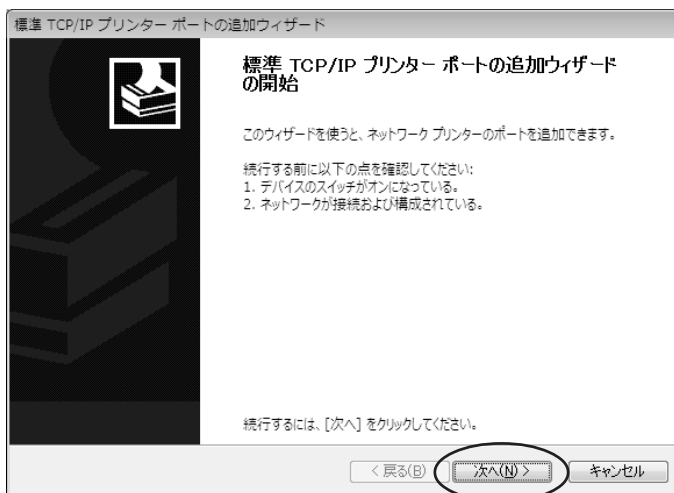 標準 TCP/IP プリンター ポートの追加ウィザード
標準 TCP/IP プリンター ポートの追加ウィザード
の開始
このウィザードを使うと、ネットワーク プリンターのポートを追加できます。
続行する前に以下の点を確認してください:
1. デバイスのスイッチがオンになっている。
2. ネットワークが接続および構成されている。
続行するには、[次へ] をクリックしてください。
< 戻る(B)
次へ(N) >
キャンセル